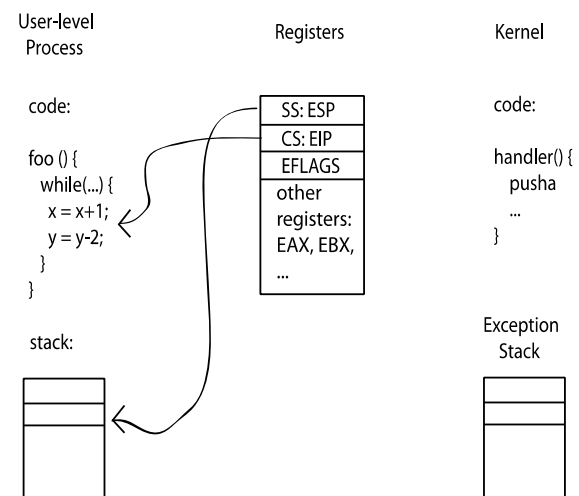 User-level
Process
code:
foo () {
while(...) {
x = x+1;
y = y-2;
}
}
stack:
Registers
SS: ESP
CS: EIP
EFLAGS
other
registers:
EAX, EBX,
...
Kernel
code:
handler() {
pusha
...
}
Exception
Stack